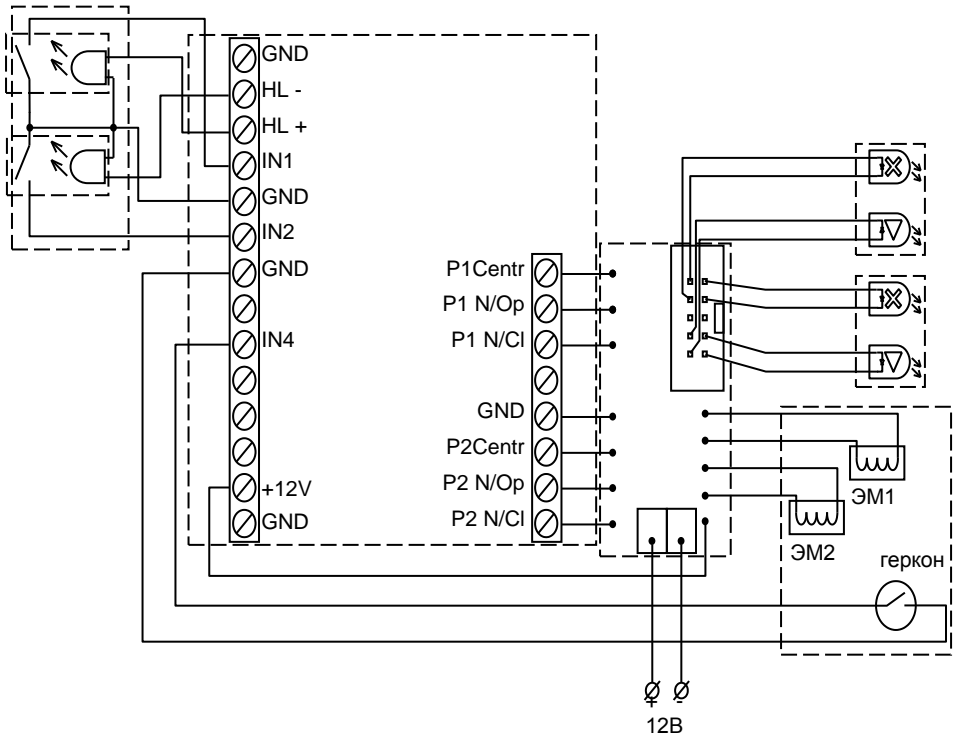 GND
HL -
HL +
IN1
GND
IN2
GND
IN4
+12V
GND
P1Centr
P1 N/Op
P1 N/Cl
GND
P2Centr
P2 N/Op
P2 N/Cl
ЭМ1
ЭМ2
геркон
+ -
12В